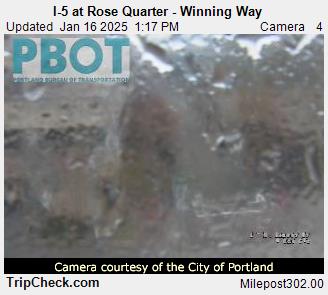 I-5 at Rose Quarter - Winning Way
Updated Jan 16 2025 1:17 PM Camera 4
PBOT
PORTLAND BUREAU OF TRANSPORTATION
Camera courtesy of the City of Portland
TripCheck.com Milepost302.00